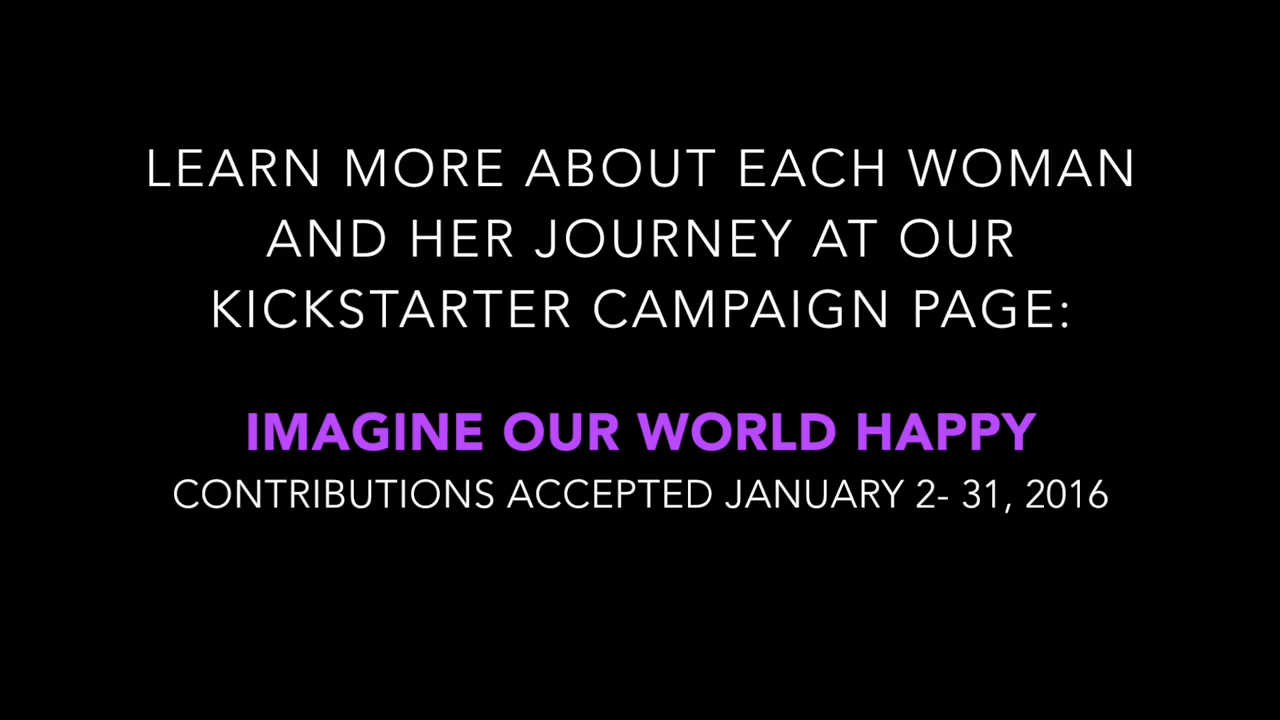 LEARN MORE ABOUT EACH WOMAN
AND HER JOURNEY AT OUR
KICKSTARTER CAMPAIGN PAGE:
IMAGINE OUR WORLD HAPPY
CONTRIBUTIONS ACCEPTED JANUARY 2- 31, 2016